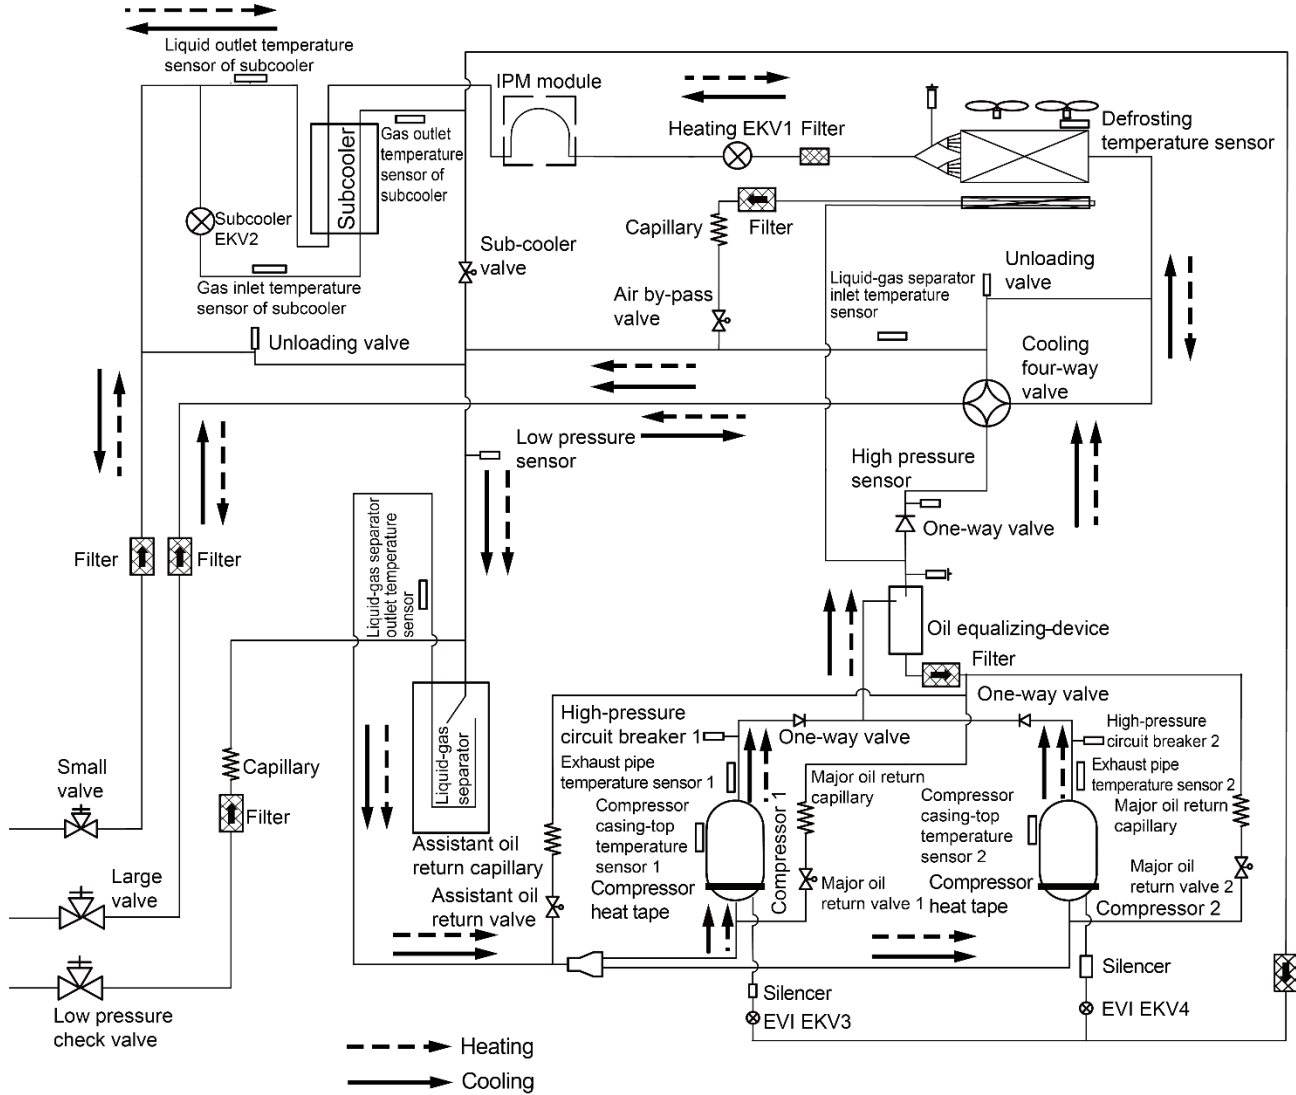 Liquid outlet temperature
sensor of subcooler
IPM module
Heating EKV1
Filter
Defrosting
temperature sensor
Subcooler
Gas outlet
temperature
sensor of
subcooler
Subcooler
EKV2
Capillary
Filter
Sub-cooler
valve
Gas inlet temperature
sensor of subcooler
Air by-pass
valve
Liquid-gas separator
inlet temperature
sensor
Unloading
valve
Unloading valve
Cooling
four-way
valve
Low pressure
sensor
High pressure
sensor
One-way valve
Filter
Filter
Liquid-gas separator
outlet temperature
sensor
Oil equalizing-device
Filter
One-way valve
High-pressure
circuit breaker 1
One-way valve
High-pressure
circuit breaker 2
Liquid-gas
separator
Exhaust pipe
temperature sensor 1
Major oil return
capillary
Exhaust pipe
temperature sensor 2
Small
valve
Capillary
Filter
Compressor
casing-top
temperature
sensor 1
Compressor 1
Compressor
casing-top
temperature
sensor 2
Major oil return
capillary
Assistant oil
return capillary
Large
valve
Assistant oil
return valve
Compressor
heat tape
Major oil
return valve 1
Compressor
heat tape
Major oil
return valve 2
Compressor 2
Low pressure
check valve
Silencer
Silencer
EVI EKV3
EVI EKV4
Heating
Cooling